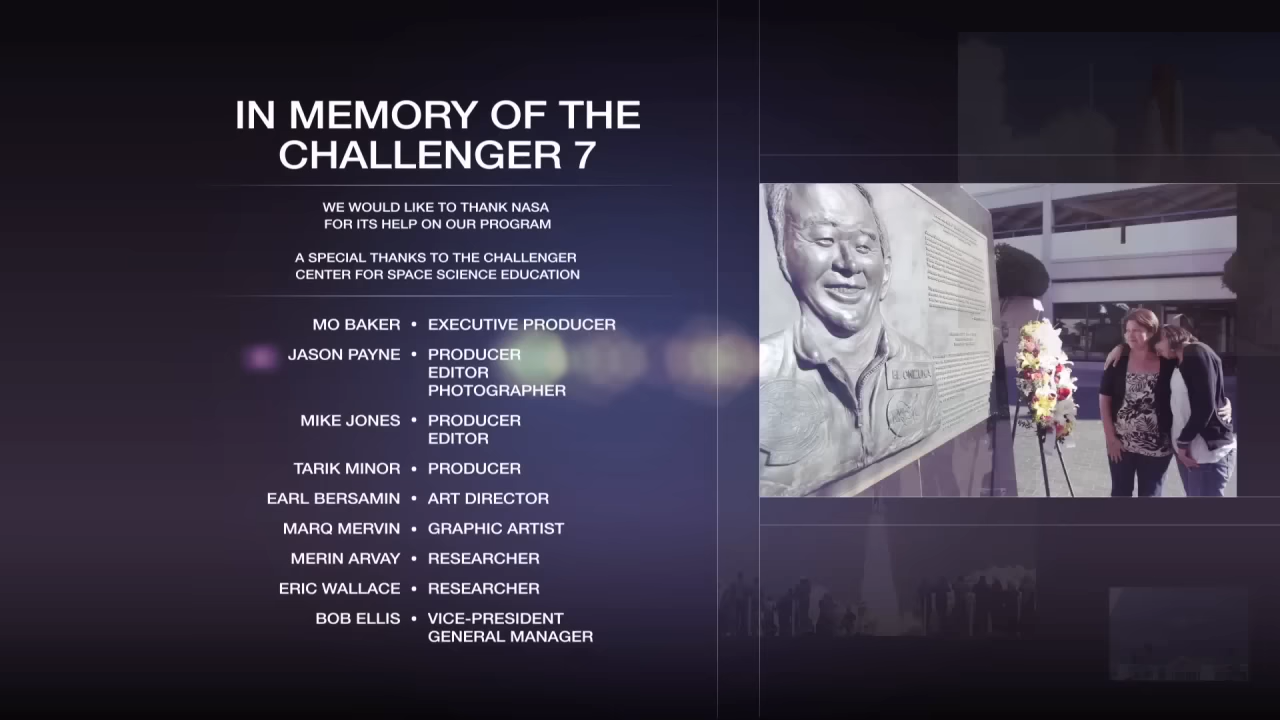 IN MEMORY OF THE
CHALLENGER 7
WE WOULD LIKE TO THANK NASA
FOR ITS HELP ON OUR PROGRAM
A SPECIAL THANKS TO THE CHALLENGER
CENTER FOR SPACE SCIENCE EDUCATION
MO BAKER • EXECUTIVE PRODUCER
JASON PAYNE • PRODUCER
EDITOR
PHOTOGRAPHER
MIKE JONES • PRODUCER
EDITOR
TARIK MINOR • PRODUCER
EARL BERSAMIN • ART DIRECTOR
MARQ MERVIN • GRAPHIC ARTIST
MERIN ARVAY • RESEARCHER
ERIC WALLACE • RESEARCHER
BOB ELLIS • VICE-PRESIDENT
GENERAL MANAGER